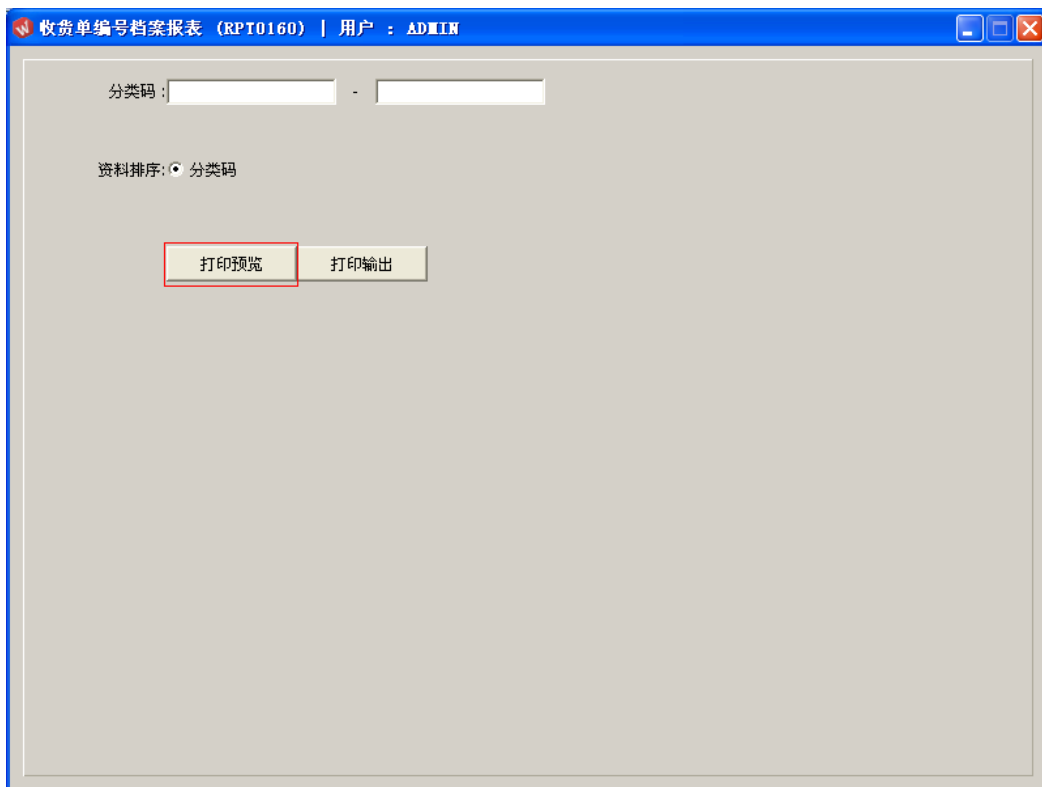 收货单编号档案报表 (RPT0160) | 用户 : ADMIN
分类码 : -
资料排序: 分类码
打印预览 打印输出